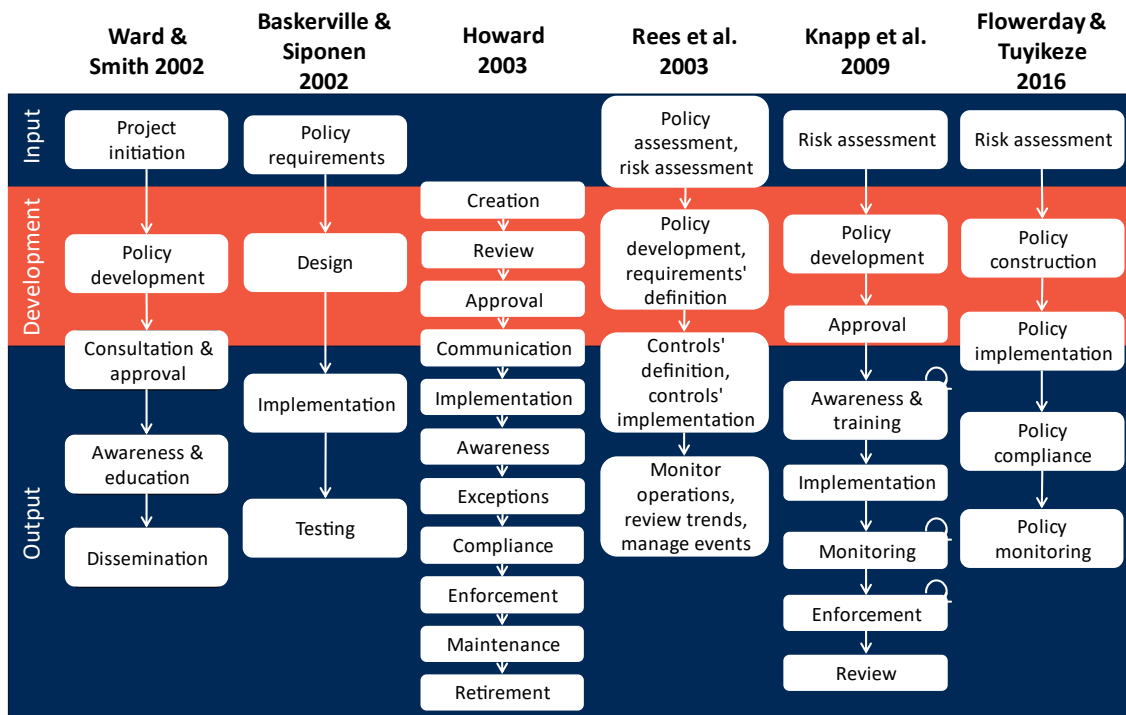 Ward &
Smith 2002
Baskerville &
Siponen
2002
Howard
2003
Rees et al.
2003
Knapp et al.
2009
Flowerday &
Tuyikeze
2016
Input
Development
Output
Project
initiation
Policy
development
Consultation &
approval
Awareness &
education
Dissemination
Policy
requirements
Design
Implementation
Testing
Creation
Review
Approval
Communication
Implementation
Awareness
Exceptions
Compliance
Enforcement
Maintenance
Retirement
Policy
assessment,
risk assessment
Policy
development,
requirements'
definition
Controls'
definition,
controls'
implementation
Monitor
operations,
review trends,
manage events
Risk assessment
Policy
development
Approval
Awareness &
training
Implementation
Monitoring
Enforcement
Review
Risk assessment
Policy
construction
Policy
implementation
Policy
compliance
Policy
monitoring